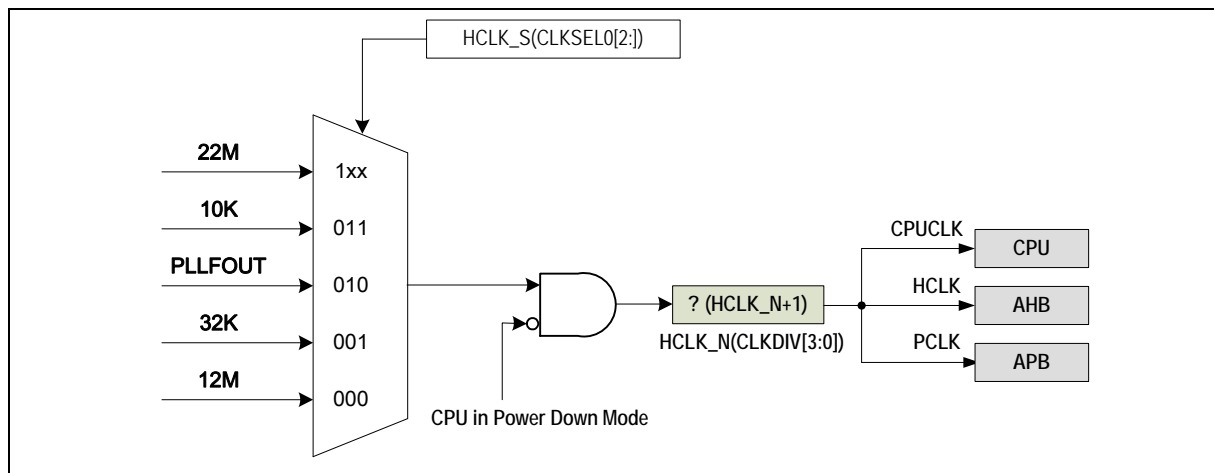 HCLK_S(CLKSEL0[2:])
22M
1xx
10K
011
PLLFOUT
010
32K
001
12M
000
CPU in Power Down Mode
? (HCLK_N+1)
HCLK_N(CLKDIV[3:0])
CPUCLK
CPU
HCLK
AHB
PCLK
APB